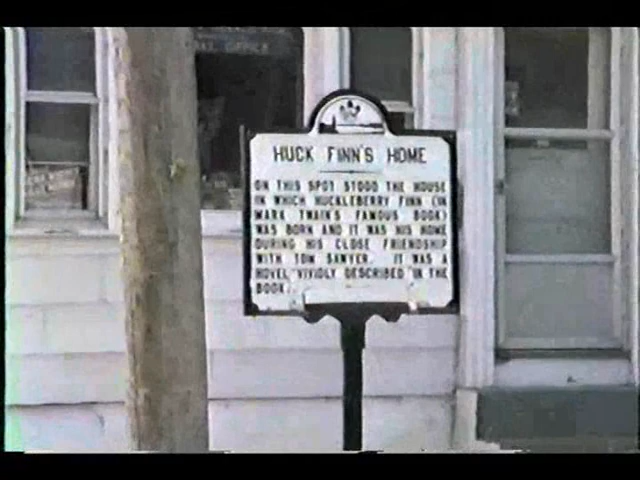 AL OFFICE
HUCK FINN'S HOME
ON THIS SPOT STOOD THE HOUSE
IN WHICH HUCKLEBERRY FINN (IN
MARK TWAIN'S FAMOUS BOOK)
WAS BORN AND IT WAS HIS HOME
DURING HIS CLOSE FRIENDSHIP
WITH TOM SAWYER. IT WAS A
HOVEL "VIVIDLY DESCRIBED" IN THE
BOOK.